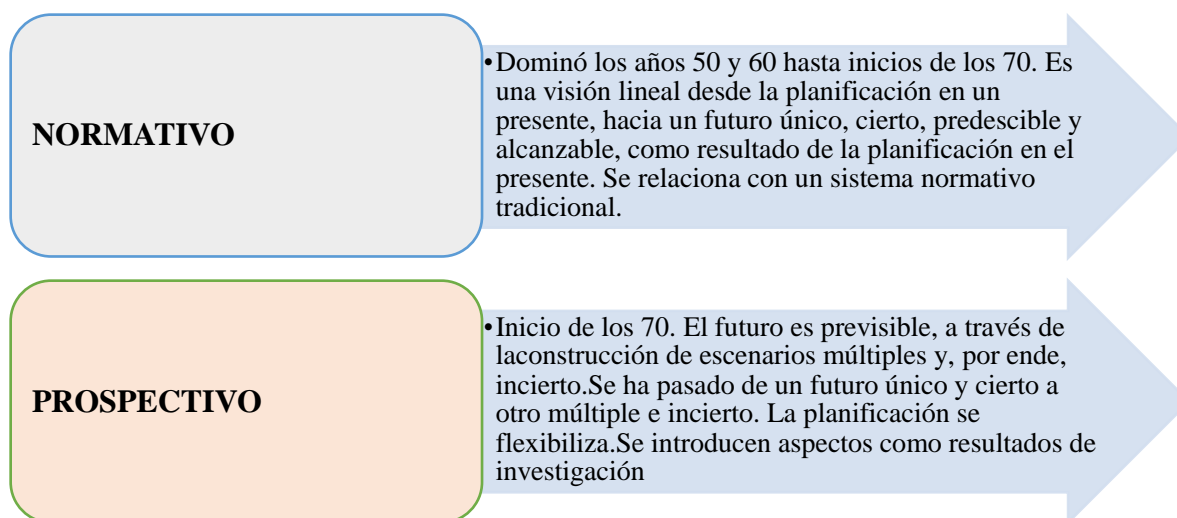 NORMATIVO
•Dominó los años 50 y 60 hasta inicios de los 70. Es
una visión lineal desde la planificación en un
presente, hacia un futuro único, cierto, predescible y
alcanzable, como resultado de la planificación en el
presente. Se relaciona con un sistema normativo
tradicional.
PROSPECTIVO
•Inicio de los 70. El futuro es previsible, a través de
laconstrucción de escenarios múltiples y, por ende,
incierto.Se ha pasado de un futuro único y cierto a
otro múltiple e incierto. La planificación se
flexibiliza.Se introducen aspectos como resultados de
investigación